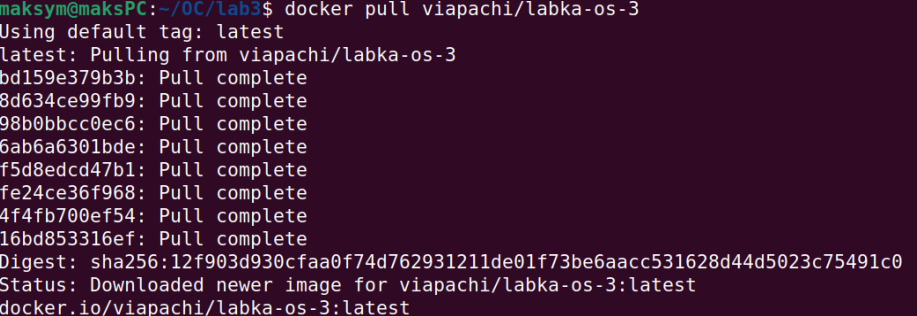 maksym@maksPC:~/OC/lab3$ docker pull viapachi/labka-os-3
Using default tag: latest
latest: Pulling from viapachi/labka-os-3
bd159e379b3b: Pull complete
8d634ce99fb9: Pull complete
98b0bbcc0ec6: Pull complete
6ab6a6301bde: Pull complete
f5d8edcd47b1: Pull complete
fe24ce36f968: Pull complete
4f4fb700ef54: Pull complete
16bd853316ef: Pull complete
Digest: sha256:12f903d930cfaa0f74d762931211de01f73be6aacc531628d44d5023c75491c0
Status: Downloaded newer image for viapachi/labka-os-3:latest
docker.io/viapachi/labka-os-3:latest